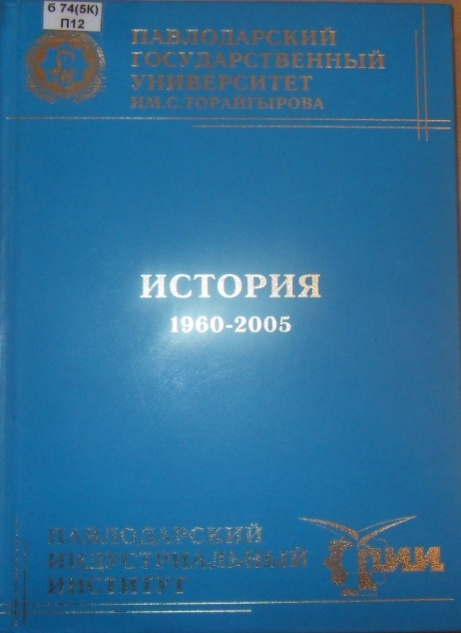 б 74(5К)
П12
ПАВЛОДАРСКИЙ
ГОСУДАРСТВЕННЫЙ
УНИВЕРСИТЕТ
ИМ. С. ТОРАЙГЫРОВА
ИСТОРИЯ
1960-2005
ПАВЛОДАРСКИЙ
ИНДУСТРИАЛЬНЫЙ
ИНСТИТУТ
ПИИ